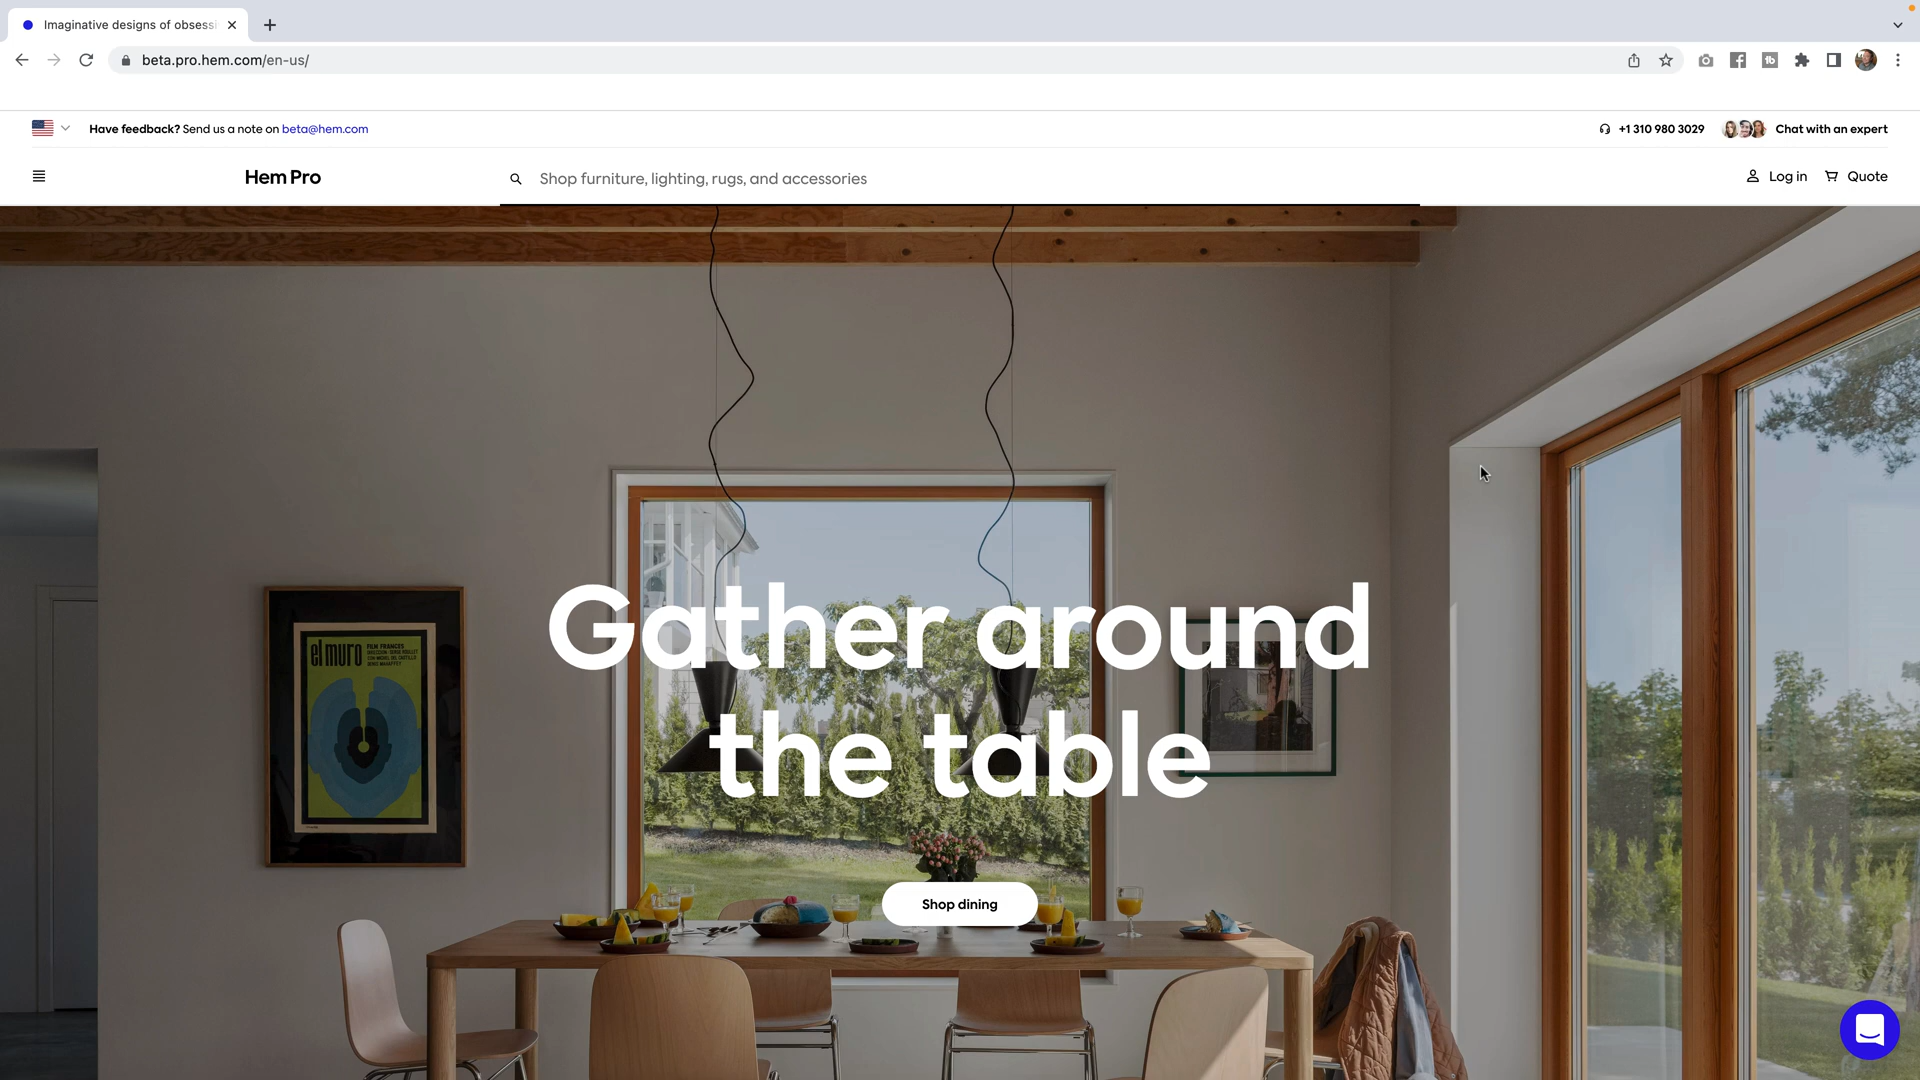 Imaginative designs of obsessi
beta.pro.hem.com/en-us/
Have feedback? Send us a note on beta@hem.com
+1 310 980 3029
Chat with an expert
Hem Pro
Shop furniture, lighting, rugs, and accessories
Log in
Quote
Gather around
the table
el muro
FILM FRANCES
Shop dining